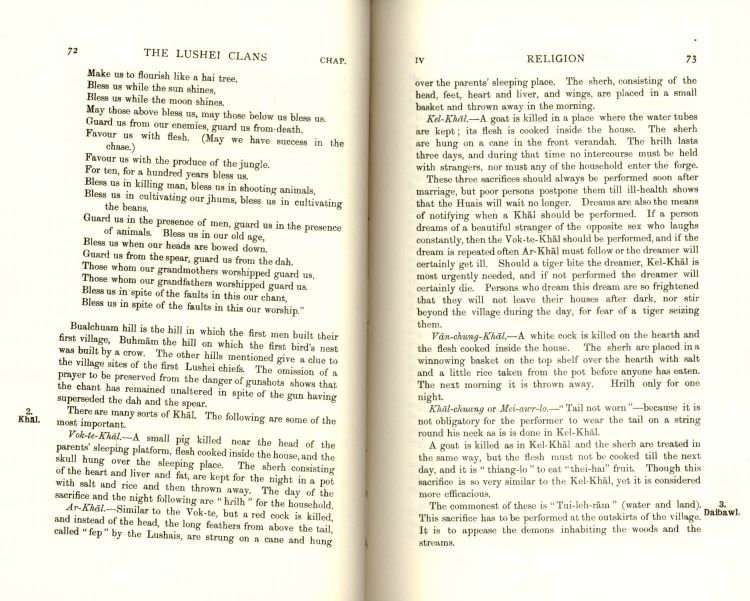 72
THE LUSHEI CLANS
CHAP.
Make us to flourish like a hai tree.
Bless us while the sun shines,
Bless us while the moon shines.
May those above bless us, may those below us bless us.
Guard us from our enemies, guard us from death.
Favour us with flesh. (May we have success in the
chase.)
Favour us with the produce of the jungle.
For ten, for a hundred years bless us.
Bless us in killing man, bless us in shooting animals,
Bless us in cultivating our jhums, bless us in cultivating
the beans.
Guard us in the presence of men, guard us in the presence
of animals. Bless us in our old age,
Bless us when our heads are bowed down.
Guard us from the spear, guard us from the dah.
Those whom our grandmothers worshipped guard us,
Those whom our grandfathers worshipped guard us.
Bless us in spite of the faults in this our chant,
Bless us in spite of the faults in this our worship."
Bualchuam hill is the hill in which the first men built their
first village, Buhmām the hill on which the first bird's nest
was built by a crow. The other hills mentioned give a clue to
the village sites of the first Lushei chiefs. The omission of a
prayer to be preserved from the danger of gunshots shows that
the chant has remained unaltered in spite of the gun having
superseded the dah and the spear.
2.
Khāl.
There are many sorts of Khāl. The following are some of the
most important.
Vok-te-Khāl.—A small pig killed near the head of the
parents' sleeping platform, flesh cooked inside the house, and the
skull hung over the sleeping place. The sherh consisting
of the heart and liver and fat, are kept for the night in a pot
with salt and rice and then thrown away. The day of the
sacrifice and the night following are "hrilh" for the household.
Ar-Khāl.—Similar to the Vok-te, but a red cock is killed,
and instead of the head, the long feathers from above the tail,
called "fep" by the Lushais, are strung on a cane and hung
IV
RELIGION
73
over the parents' sleeping place. The sherh, consisting of the
head, feet, heart and liver, and wings, are placed in a small
basket and thrown away in the morning.
Kel-Khāl.—A goat is killed in a place where the water tubes
are kept; its flesh is cooked inside the house. The sherh
are hung on a cane in the front verandah. The hrilh lasts
three days, and during that time no intercourse must be held
with strangers, nor must any of the household enter the forge.
These three sacrifices should always be performed soon after
marriage, but poor persons postpone them till ill-health shows
that the Huais will wait no longer. Dreams are also the means
of notifying when a Khāl should be performed. If a person
dreams of a beautiful stranger of the opposite sex who laughs
constantly, then the Vok-te-Khāl should be performed, and if the
dream is repeated often Ar-Khāl must follow or the dreamer will
certainly get ill. Should a tiger bite the dreamer, Kel-Khāl is
most urgently needed, and if not performed the dreamer will
certainly die. Persons who dream this dream are so frightened
that they will not leave their houses after dark, nor stir
beyond the village during the day, for fear of a tiger seizing
them.
Vān-chung-Khāl.—A white cock is killed on the hearth and
the flesh cooked inside the house. The sherh are placed in a
winnowing basket on the top shelf over the hearth with salt
and a little rice taken from the pot before anyone has eaten.
The next morning it is thrown away. Hrilh only for one
night.
Khāl-chuang or Mei-awr-lo.—"Tail not worn"—because it is
not obligatory for the performer to wear the tail on a string
round his neck as is is done in Kel-Khāl.
A goat is killed as in Kel-Khāl and the sherh are treated in
the same way, but the flesh must not be cooked till the next
day, and it is "thiang-lo" to eat "thei-hai" fruit. Though this
sacrifice is so very similar to the Kel-Khāl, yet it is considered
more efficacious.
The commonest of these is "Tui-leh-rām" (water and land).
This sacrifice has to be performed at the outskirts of the village.
It is to appease the demons inhabiting the woods and the
streams.
3.
Daibawl.